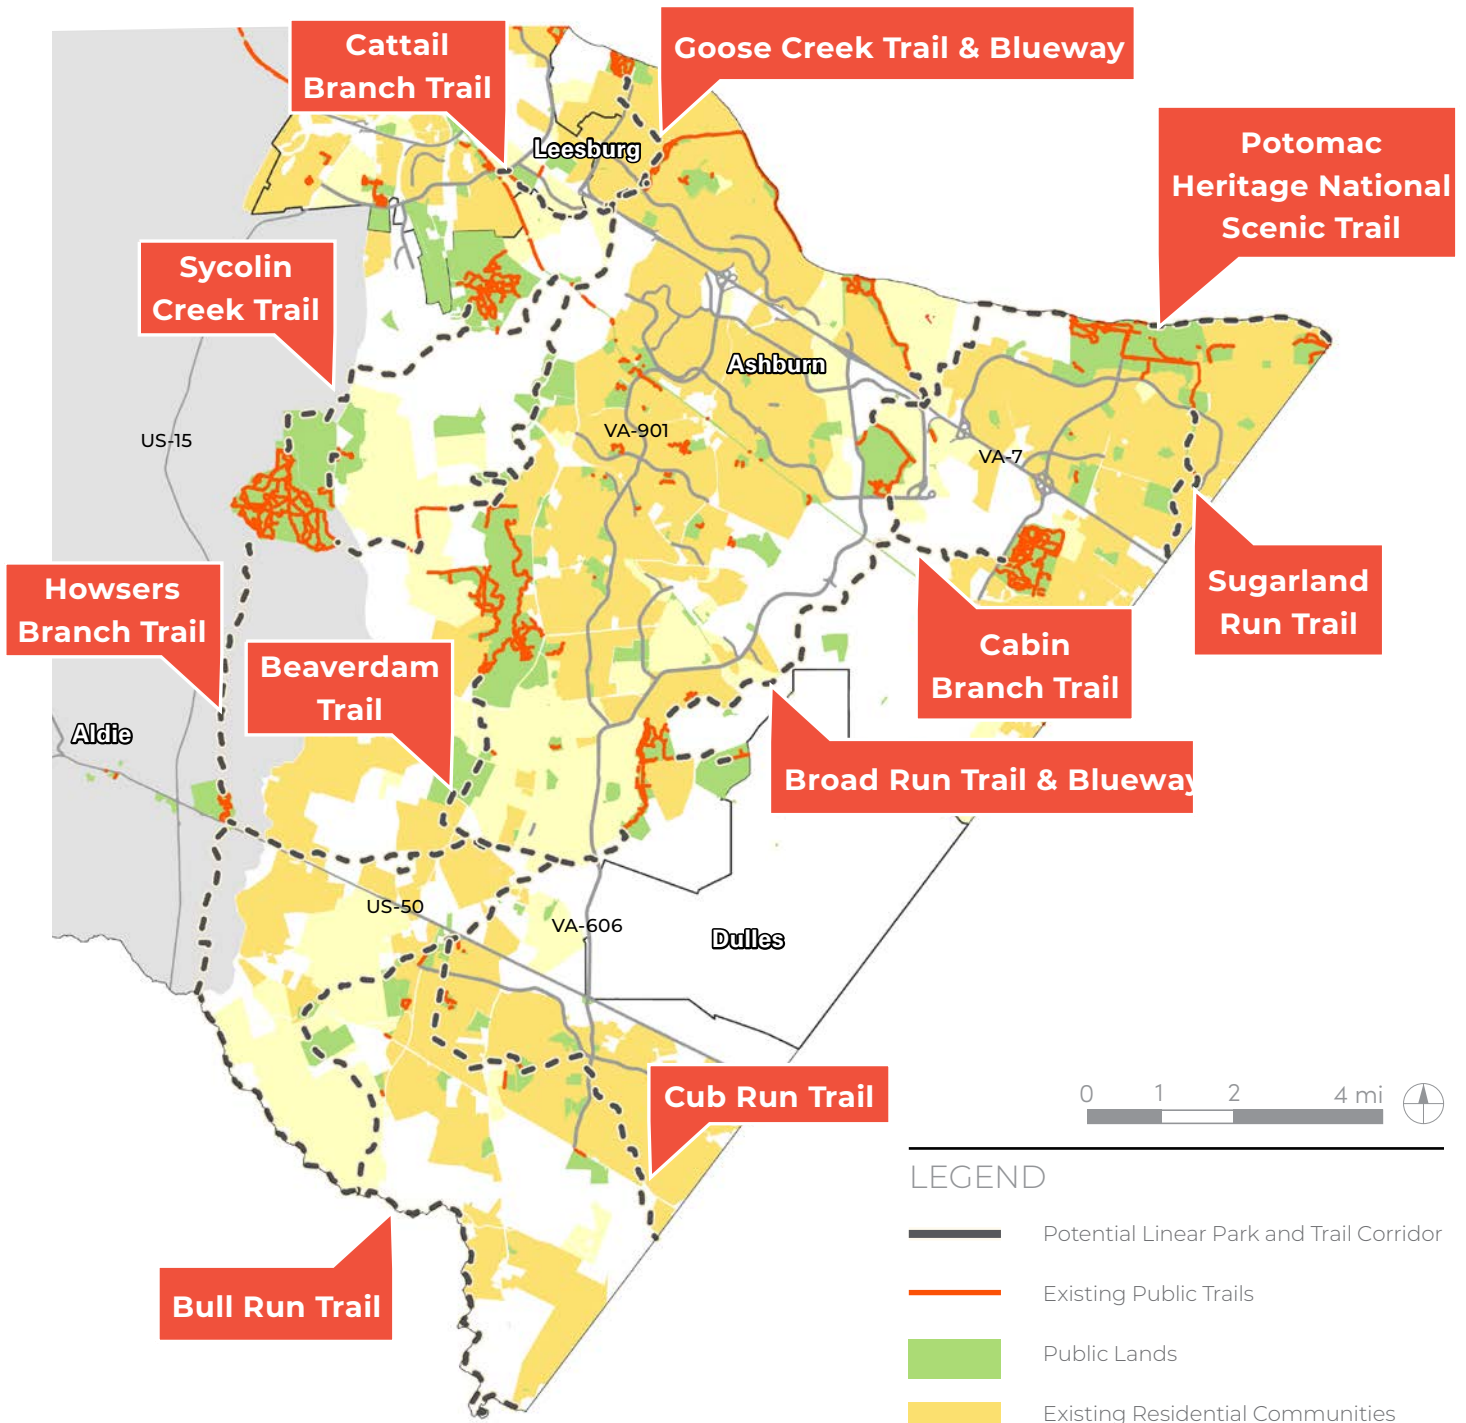 Cattail
Branch Trail
Goose Creek Trail & Blueway
Potomac
Heritage National
Scenic Trail
Leesburg
Sycolin
Creek Trail
Ashburn
US-15
VA-901
VA-7
Howsers
Branch Trail
Sugarland
Run Trail
Beaverdam
Trail
Cabin
Branch Trail
Aldie
Broad Run Trail & Blueway
US-50
VA-606
Dulles
Cub Run Trail
0 1 2 4 mi
LEGEND
Potential Linear Park and Trail Corridor
Bull Run Trail
Existing Public Trails
Public Lands
Existing Residential Communities